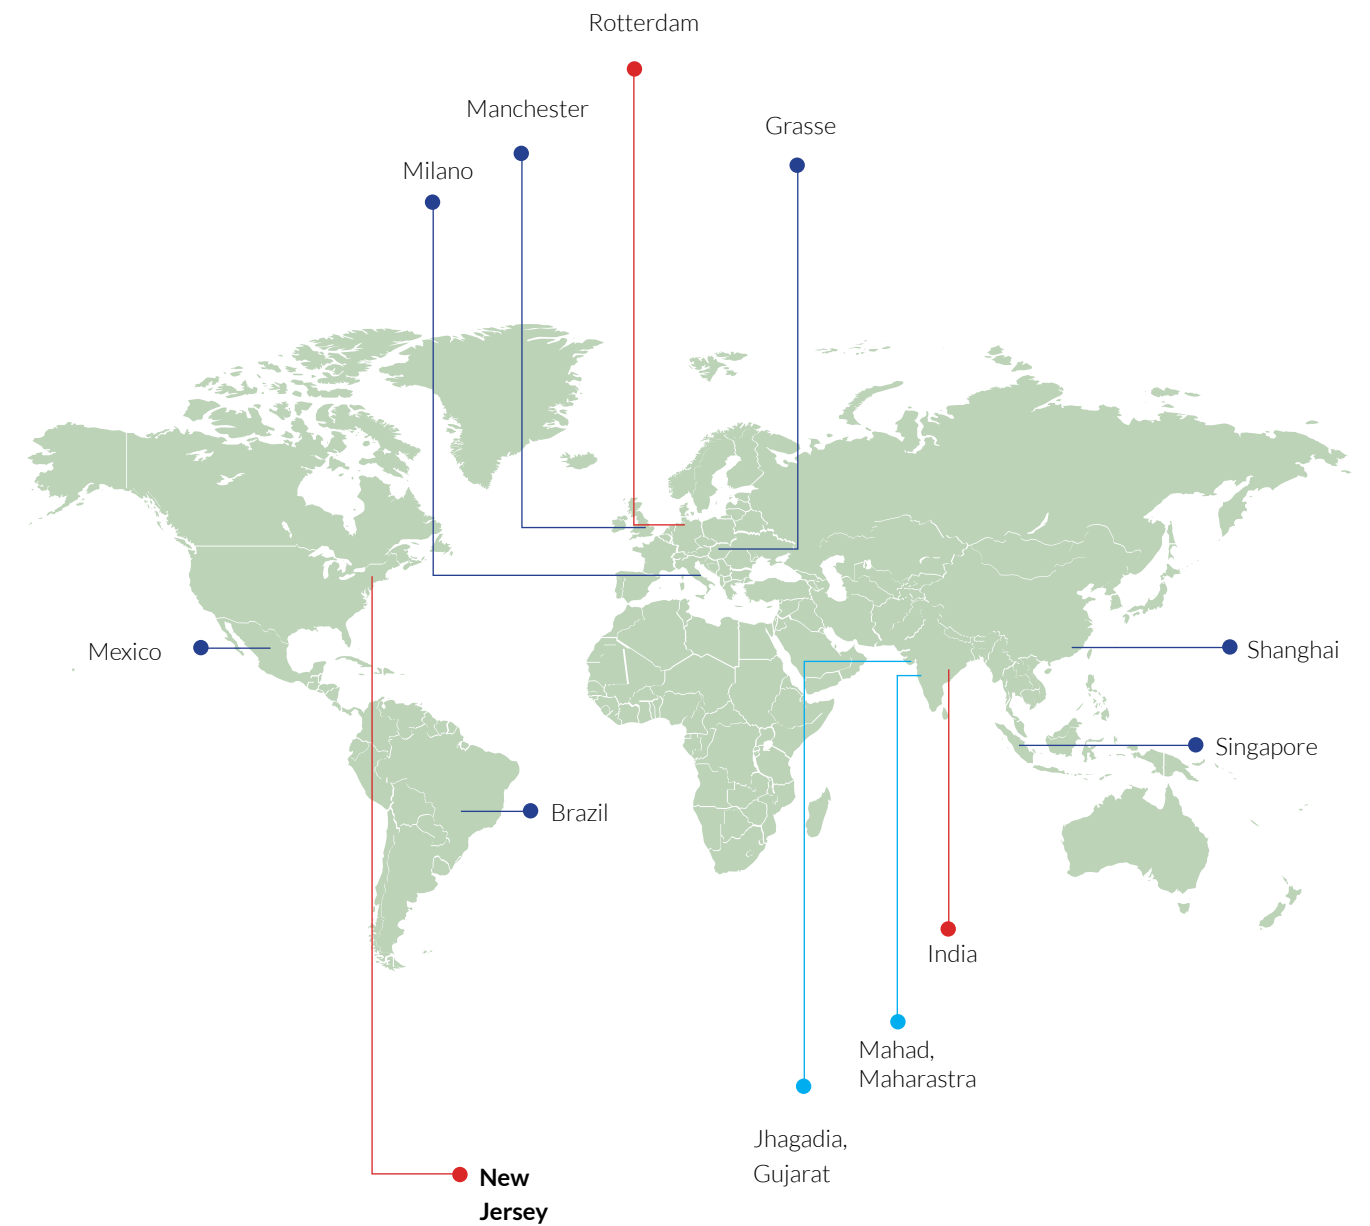 Rotterdam
Manchester
Grasse
Milano
Mexico
Shanghai
Singapore
Brazil
India
Mahad,
Maharastra
Jhagadia,
Gujarat
New
Jersey